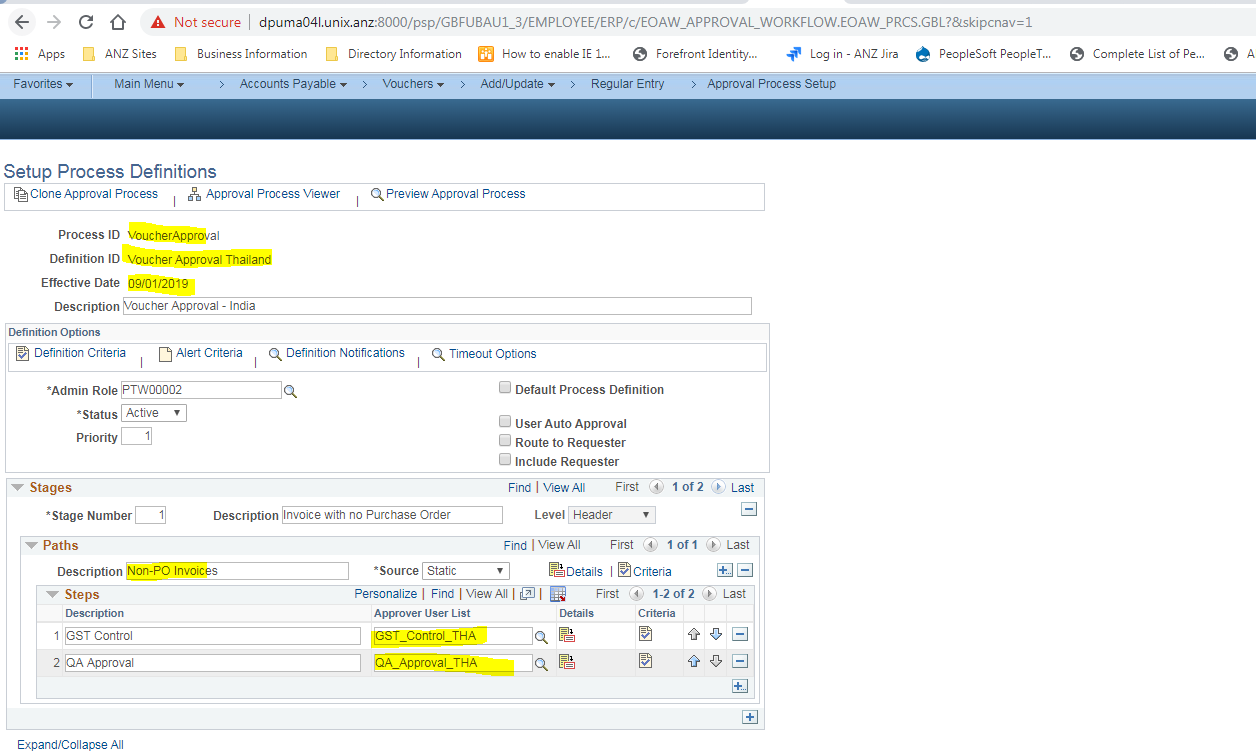 Not secure | dpuma04l.unix.anz:8000/psp/GBFUBAU1_3/EMPLOYEE/ERP/c/EOAW_APPROVAL_WORKFLOW.EOAW_PRCS.GBL?&skipcnav=1
Apps ANZ Sites Business Information Directory Information How to enable IE 1... Forefront Identity... Log in - ANZ Jira PeopleSoft PeopleT... Complete List of Pe... A
Favorites Main Menu > Accounts Payable > Vouchers > Add/Update > Regular Entry > Approval Process Setup
Setup Process Definitions
Clone Approval Process | Approval Process Viewer | Preview Approval Process
Process ID VoucherApproval
Definition ID Voucher Approval Thailand
Effective Date 09/01/2019
Description Voucher Approval - India
Definition Options
Definition Criteria | Alert Criteria | Definition Notifications | Timeout Options
*Admin Role PTW00002 Default Process Definition
*Status Active User Auto Approval
Priority 1 Route to Requester
Include Requester
Stages Find | View All First 1 of 2 Last
*Stage Number 1 Description Invoice with no Purchase Order Level Header
Paths Find | View All First 1 of 1 Last
Description Non-PO Invoices *Source Static Details | Criteria
Steps Personalize | Find | View All | | First 1-2 of 2 Last
Description Approver User List Details Criteria
1 GST Control GST_Control_THA
2 QA Approval QA_Approval_THA
Expand/Collapse All